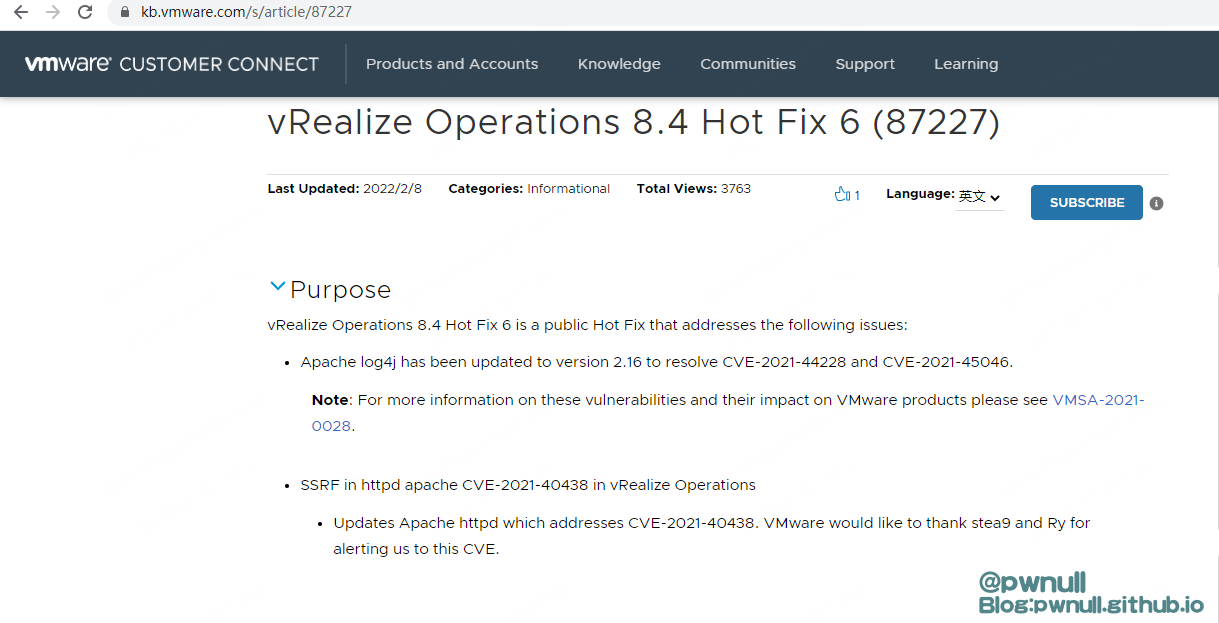 kb.vmware.com/s/article/87227
vmware® CUSTOMER CONNECT
Products and Accounts
Knowledge
Communities
Support
Learning
vRealize Operations 8.4 Hot Fix 6 (87227)
Last Updated: 2022/2/8
Categories: Informational
Total Views: 3763
1
Language: 英文
SUBSCRIBE
Purpose
vRealize Operations 8.4 Hot Fix 6 is a public Hot Fix that addresses the following issues:
• Apache log4j has been updated to version 2.16 to resolve CVE-2021-44228 and CVE-2021-45046.
Note: For more information on these vulnerabilities and their impact on VMware products please see VMSA-2021-
0028.
• SSRF in httpd apache CVE-2021-40438 in vRealize Operations
• Updates Apache httpd which addresses CVE-2021-40438. VMware would like to thank stea9 and Ry for
alerting us to this CVE.
@pwnull
Blog:pwnull.github.io